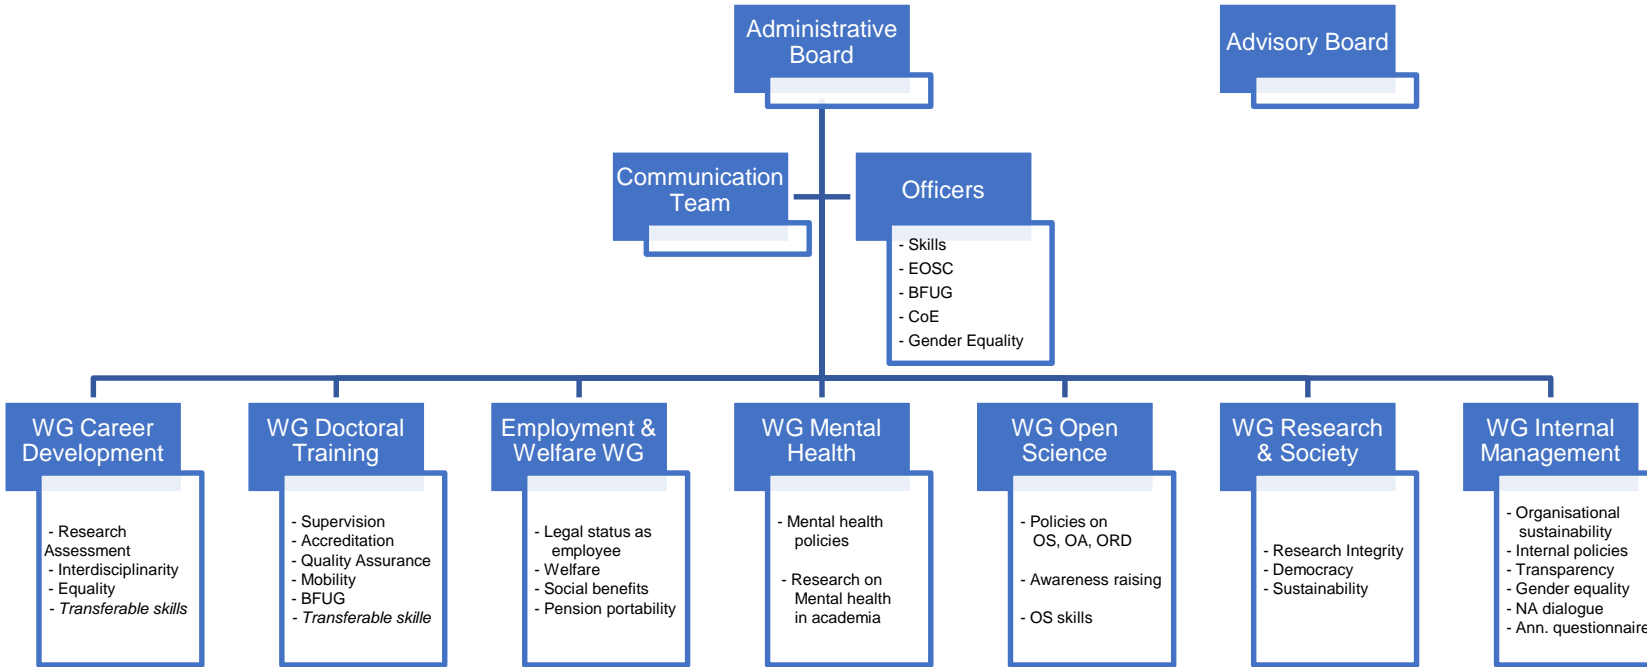 Administrative
Board
Advisory Board
Communication
Team
Officers
- Skills
- EOSC
- BFUG
- CoE
- Gender Equality
WG Career
Development
- Research
Assessment
- Interdisciplinarity
- Equality
- Transferable skills
WG Doctoral
Training
- Supervision
- Accreditation
- Quality Assurance
- Mobility
- BFUG
- Transferable skille
Employment &
Welfare WG
- Legal status as
employee
- Welfare
- Social benefits
- Pension portability
WG Mental
Health
- Mental health
policies
- Research on
Mental health
in academia
WG Open
Science
- Policies on
OS, OA, ORD
- Awareness raising
- OS skills
WG Research
& Society
- Research Integrity
- Democracy
- Sustainability
WG Internal
Management
- Organisational
sustainability
- Internal policies
- Transparency
- Gender equality
- NA dialogue
- Ann. questionnaire